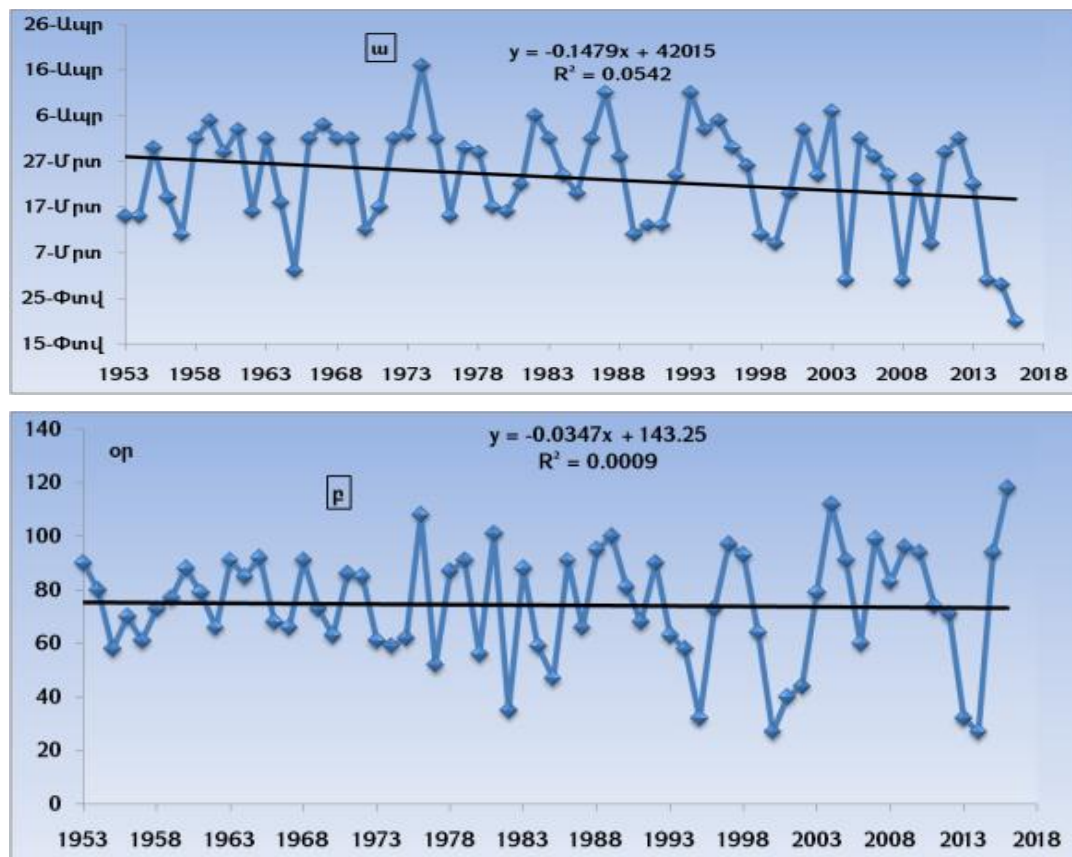 26-Ապր
ա
y = -0.1479x + 42015
16-Ապր
R² = 0.0542
6-Ապր
27-Մրտ
17-Մրտ
7-Մրտ
25-Փտվ
15-Փտվ
1953 1958 1963 1968 1973 1978 1983 1988 1993 1998 2003 2008 2013 2018
140
y = -0.0347x + 143.25
օր
R² = 0.0009
120
բ
100
80
60
40
20
0
1953 1958 1963 1968 1973 1978 1983 1988 1993 1998 2003 2008 2013 2018